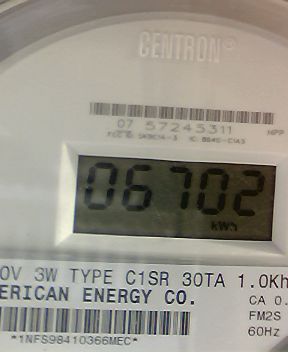 CENTRON®
07 57245311
06702
kWh
0V 3W TYPE C1SR 30TA 1.0Kh
ERICAN ENERGY CO.
CA 0.
FM2S
60Hz
*1NFS98410366MEC*